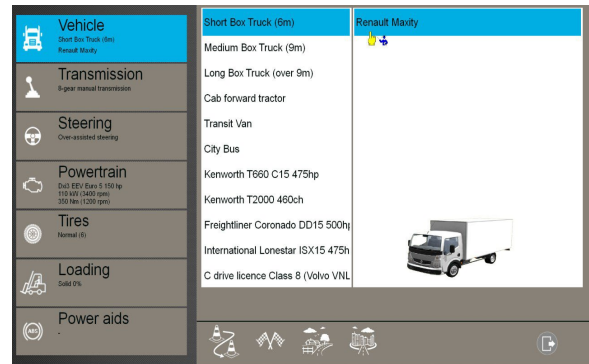 Vehicle
Short Box Truck (6m)
Renault Maxity
Transmission
6-gear manual transmission
Steering
Over-assisted steering
Powertrain
Dxi3 EEV Euro 5 150 hp
110 kW (3400 rpm)
350 Nm (1200 rpm)
Tires
Normal (6)
Loading
Solid 0%
Power aids
-
ABS
Short Box Truck (6m)
Medium Box Truck (9m)
Long Box Truck (over 9m)
Cab forward tractor
Transit Van
City Bus
Kenworth T660 C15 475hp
Kenworth T2000 460ch
Freightliner Coronado DD15 500h
International Lonestar ISX15 475h
C drive licence Class 8 (Volvo VNL
Renault Maxity